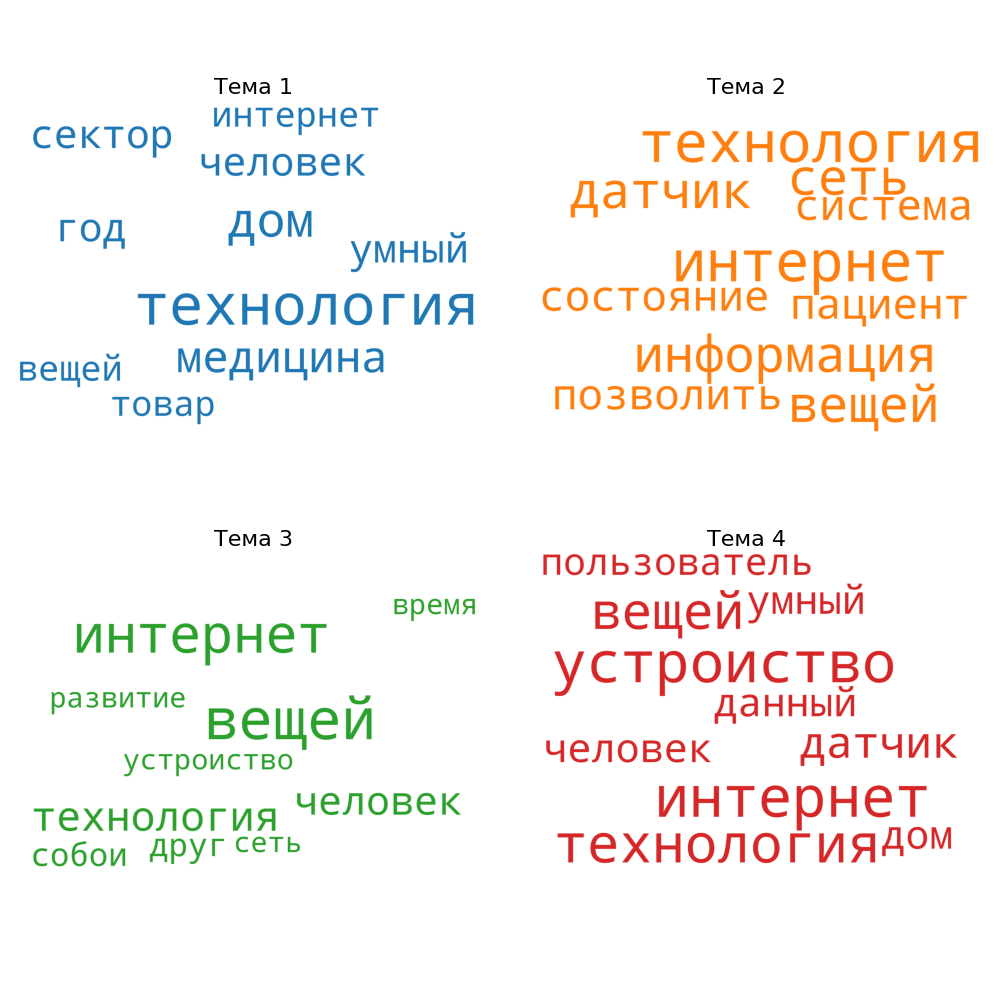 Тема 1
интернет
сектор
человек
год
дом
умный
технология
медицина
вещей
товар
Тема 2
технология
датчик
сеть
система
интернет
состояние
пациент
информация
позволить
вещей
Тема 3
время
интернет
развитие
вещей
устроиство
человек
технология
друг
сеть
собои
Тема 4
пользователь
вещей
умный
устроиство
данный
человек
датчик
интернет
технология
дом